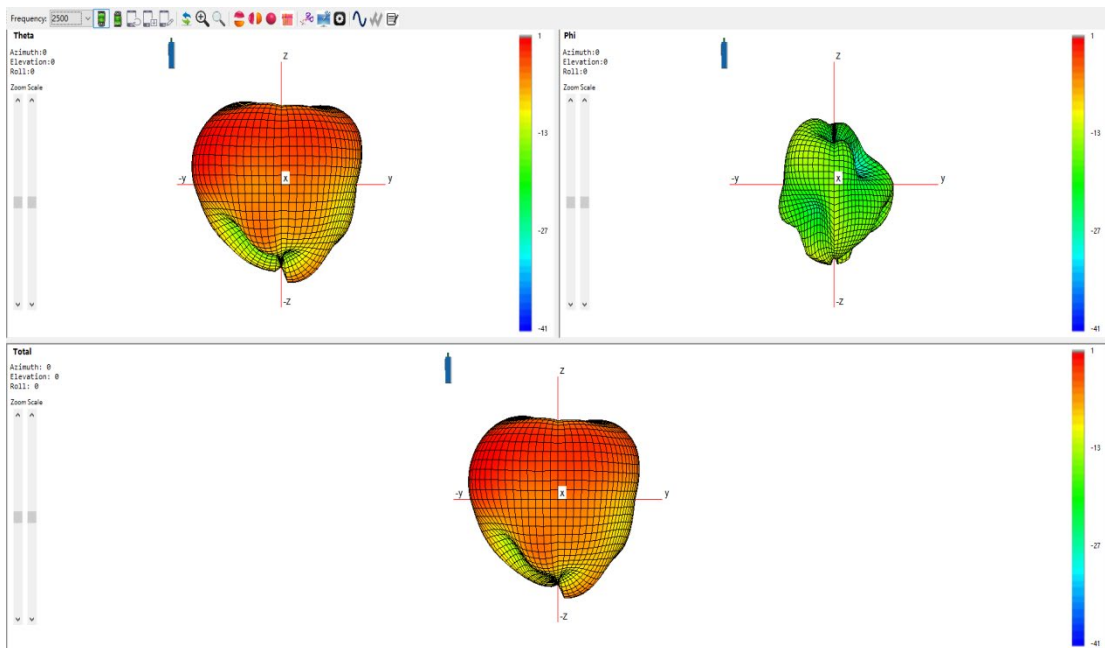 Frequency: 2500
Theta
Azimuth:0
Elevation:0
Roll:0
Zoom Scale
Z
-y
x
y
-Z
1
-13
-27
-41
Phi
Azimuth:0
Elevation:0
Roll:0
Zoom Scale
Z
-y
x
y
-Z
1
-13
-27
-41
Total
Azimuth: 0
Elevation: 0
Roll: 0
Zoom Scale
Z
-y
x
y
-Z
1
-13
-27
-41